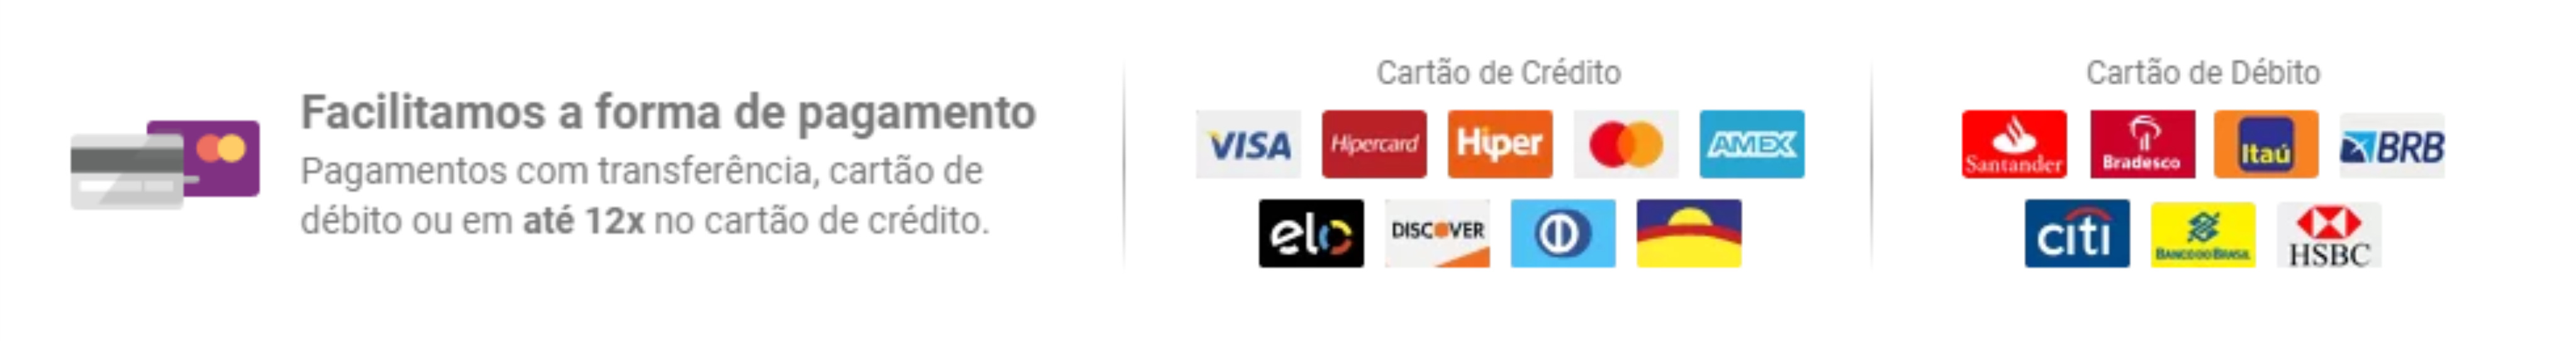 Facilitamos a forma de pagamento
Pagamentos com transferência, cartão de
débito ou em até 12x no cartão de crédito.
Cartão de Crédito
VISA Hipercard Hiper AMEX
elo DISCOVER
Cartão de Débito
Santander Bradesco Itaú BRB
citi BANCO DO BRASIL HSBC